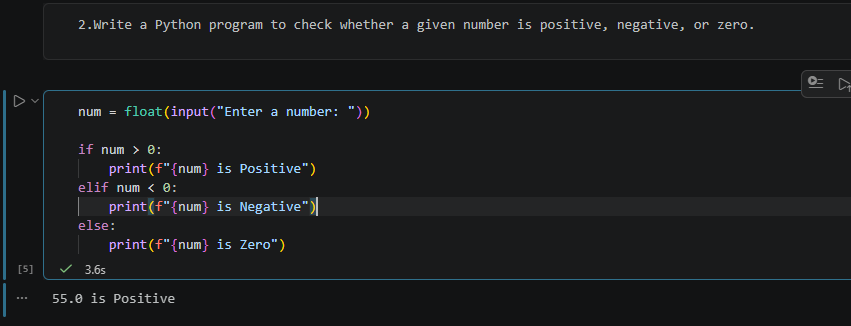 2.Write a Python program to check whether a given number is positive, negative, or zero.
num = float(input("Enter a number: "))
if num > 0:
    print(f"{num} is Positive")
elif num < 0:
    print(f"{num} is Negative")
else:
    print(f"{num} is Zero")
[5]
3.6s
...
55.0 is Positive